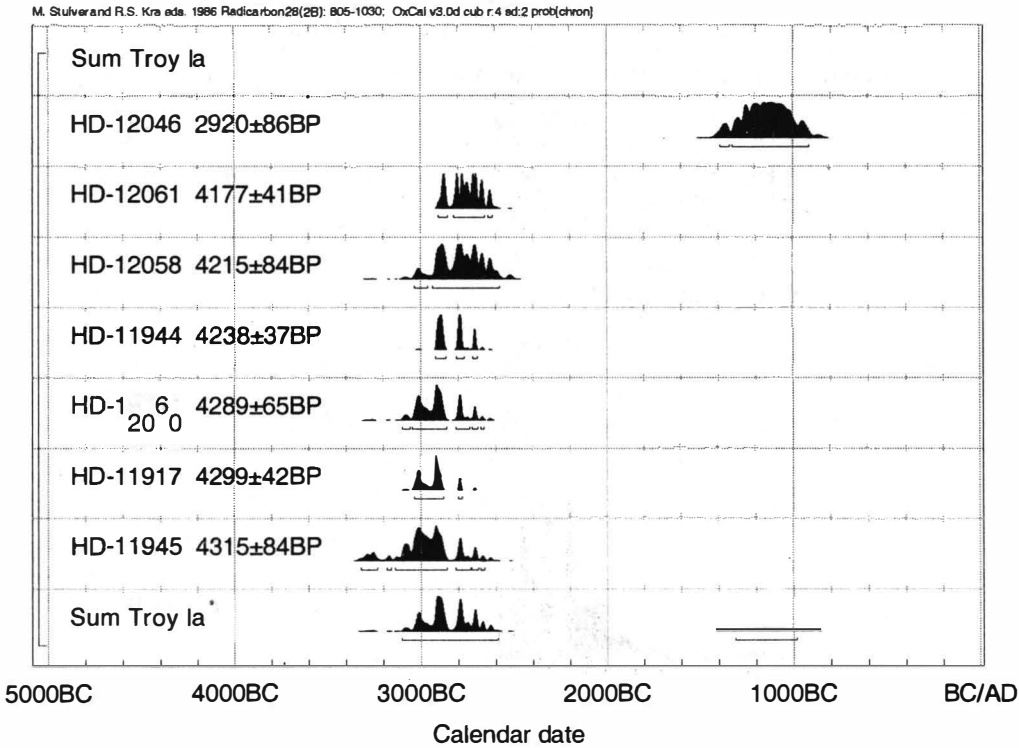 M. Stulver and R.S. Kra eds. 1986 Radicarbon28(2B): 805-1030; OxCal v3.0d cub r:4 sd:2 prob[chron]
Sum Troy Ia
HD-12046 2920±86BP
HD-12061 4177±41BP
HD-12058 4215±84BP
HD-11944 4238±37BP
HD-12060 4289±65BP
HD-11917 4299±42BP
HD-11945 4315±84BP
Sum Troy Ia
5000BC 4000BC 3000BC 2000BC 1000BC BC/AD
Calendar date